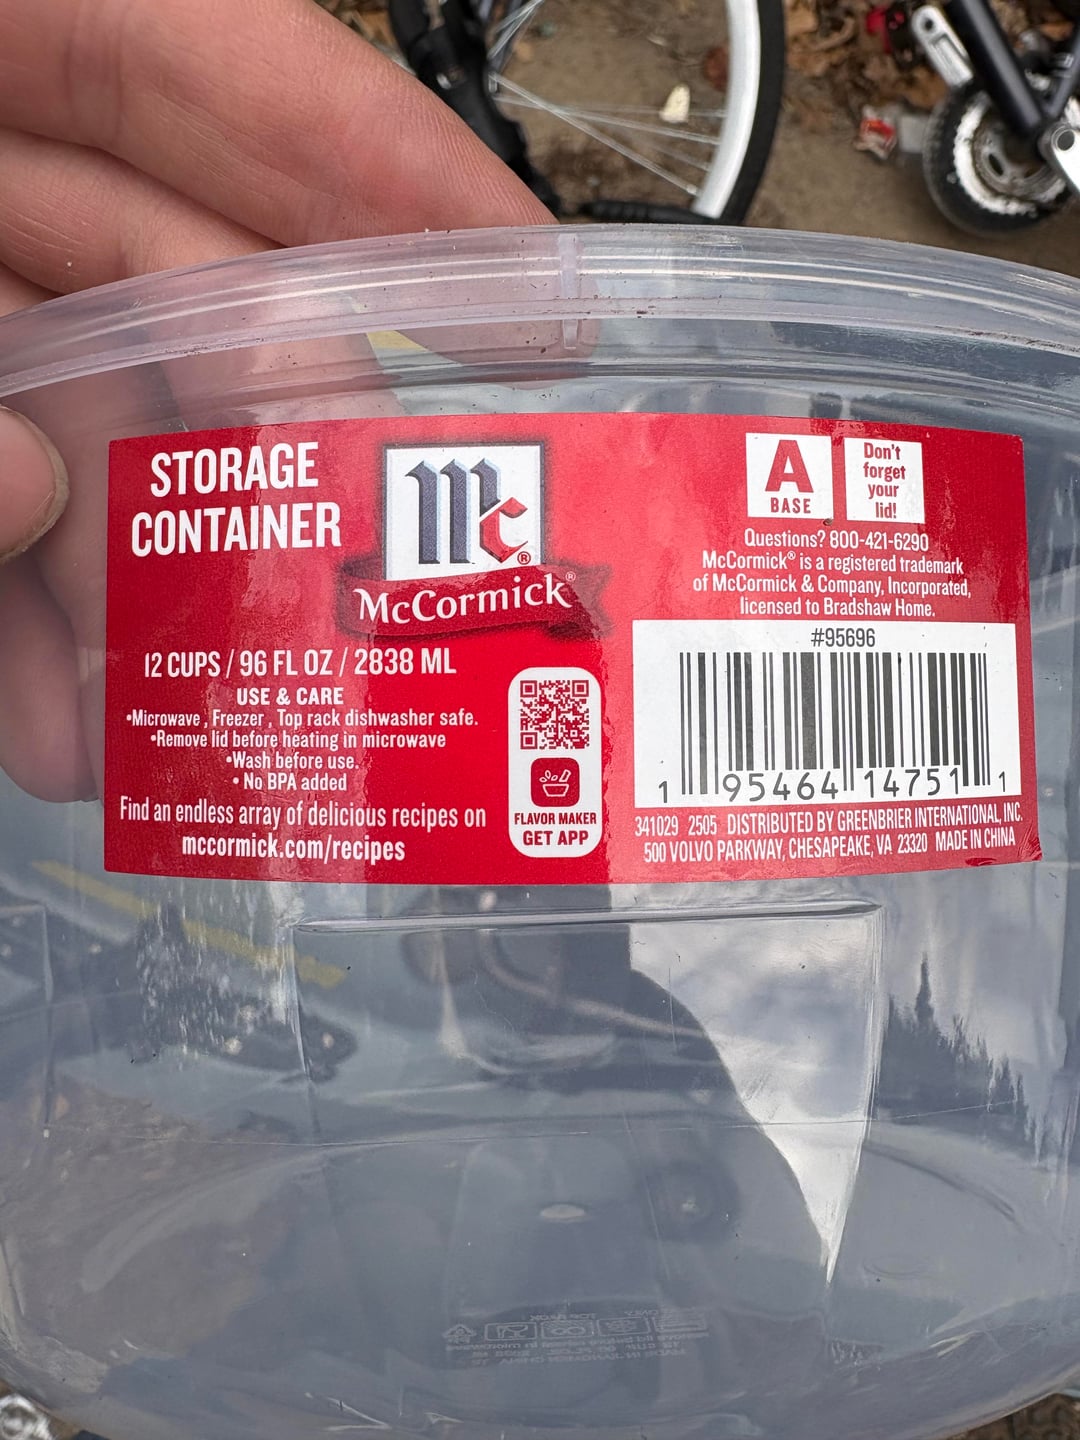 STORAGE
CONTAINER
mc®
McCormick®
12 CUPS / 96 FL OZ / 2838 ML
USE & CARE
•Microwave , Freezer , Top rack dishwasher safe.
•Remove lid before heating in microwave
•Wash before use.
• No BPA added
Find an endless array of delicious recipes on
mccormick.com/recipes
FLAVOR MAKER
GET APP
A
BASE
Don't
forget
your
lid!
Questions? 800-421-6290
McCormick® is a registered trademark
of McCormick & Company, Incorporated,
licensed to Bradshaw Home.
#95696
1 95464 14751 1
341029 2505 DISTRIBUTED BY GREENBRIER INTERNATIONAL, INC.
500 VOLVO PARKWAY, CHESAPEAKE, VA 23320 MADE IN CHINA